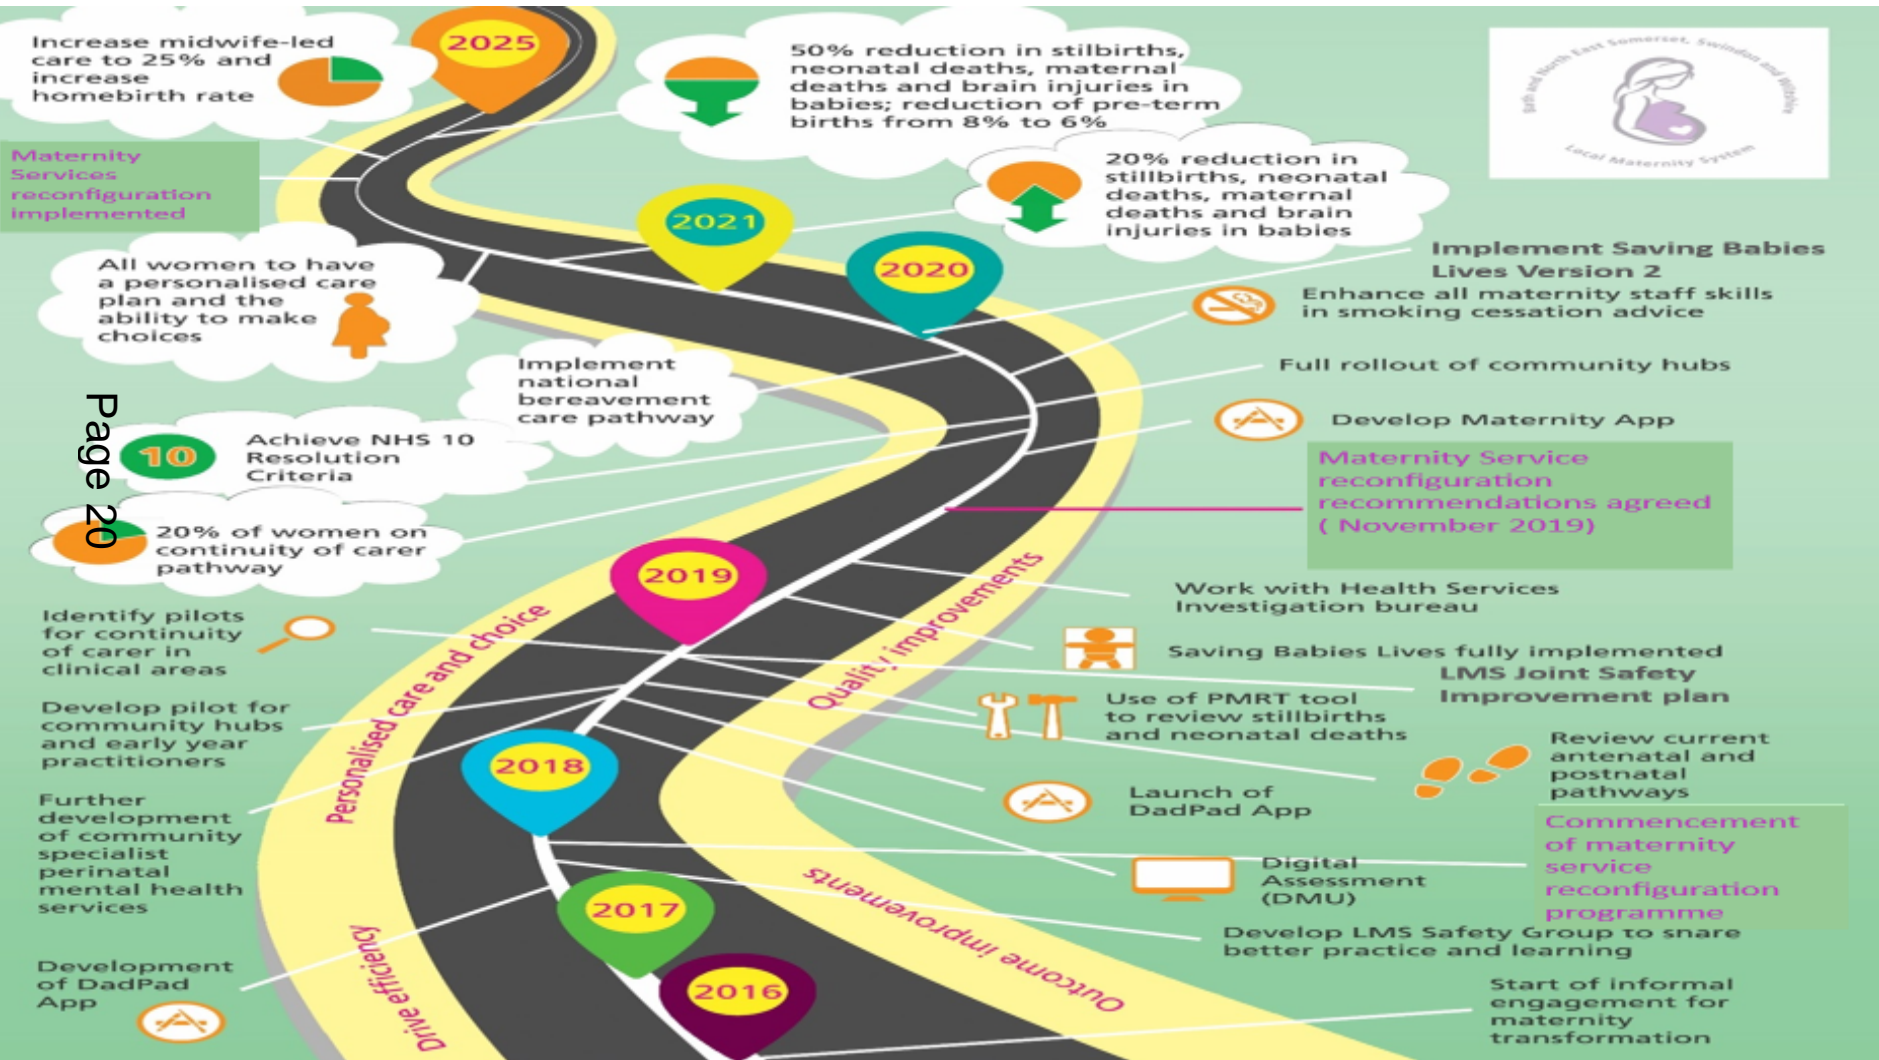 Increase midwife-led
care to 25% and
increase
homebirth rate
2025
50% reduction in stilbirths,
neonatal deaths, maternal
deaths and brain injuries in
babies; reduction of pre-term
births from 8% to 6%
Bath and North East Somerset, Swindon and Wiltshire
Local Maternity System
Maternity
Services
reconfiguration
implemented
2021
20% reduction in
stillbirths, neonatal
deaths, maternal
deaths and brain
injuries in babies
2020
All women to have
a personalised care
plan and the
ability to make
choices
Implement Saving Babies
Lives Version 2
Enhance all maternity staff skills
in smoking cessation advice
Implement
national
bereavement
care pathway
Full rollout of community hubs
Develop Maternity App
Page 20
10
Achieve NHS 10
Resolution
Criteria
Maternity Service
reconfiguration
recommendations agreed
( November 2019)
20% of women on
continuity of carer
pathway
2019
Work with Health Services
Investigation bureau
Identify pilots
for continuity
of carer in
clinical areas
Personalised care and choice
Quality improvements
Saving Babies Lives fully implemented
LMS Joint Safety
Improvement plan
Use of PMRT tool
to review stillbirths
and neonatal deaths
Develop pilot for
community hubs
and early year
practitioners
2018
Review current
antenatal and
postnatal
pathways
Launch of
DadPad App
Further
development
of community
specialist
perinatal
mental health
services
Commencement
of maternity
service
reconfiguration
programme
Digital
Assessment
(DMU)
2017
Outcome improvements
Develop LMS Safety Group to share
better practice and learning
Drive efficiency
Development
of DadPad
App
2016
Start of informal
engagement for
maternity
transformation